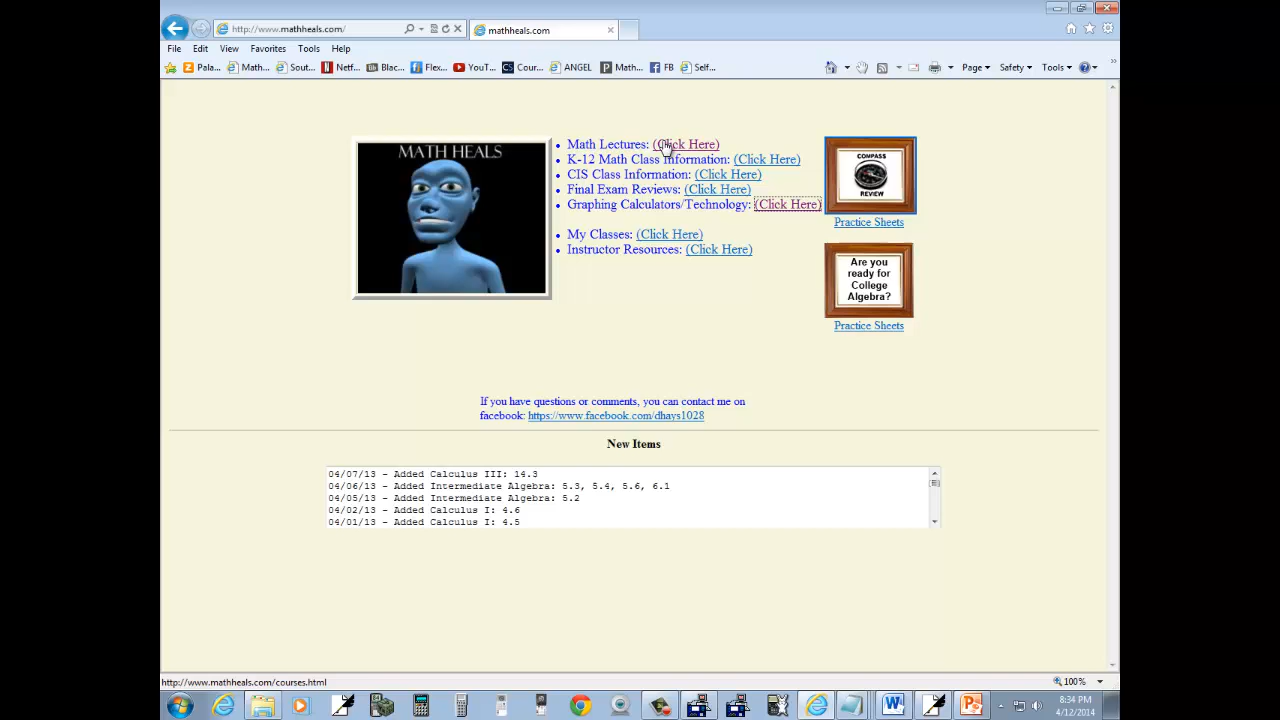 http://www.mathheals.com/
mathheals.com
File Edit View Favorites Tools Help
Pala... Math... Sout... Netf... Blac... Flex... YouT... Cour... ANGEL Math... FB Self...
Page Safety Tools
MATH HEALS
Math Lectures: (Click Here)
K-12 Math Class Information: (Click Here)
CIS Class Information: (Click Here)
Final Exam Reviews: (Click Here)
Graphing Calculators/Technology: (Click Here)
My Classes: (Click Here)
Instructor Resources: (Click Here)
COMPASS
REVIEW
Practice Sheets
Are you
ready for
College
Algebra?
Practice Sheets
If you have questions or comments, you can contact me on
facebook: https://www.facebook.com/dhays1028
New Items
04/07/13 - Added Calculus III: 14.3
04/06/13 - Added Intermediate Algebra: 5.3, 5.4, 5.6, 6.1
04/05/13 - Added Intermediate Algebra: 5.2
04/02/13 - Added Calculus I: 4.6
04/01/13 - Added Calculus I: 4.5
http://www.mathheals.com/courses.html
100%
8:34 PM
4/12/2014